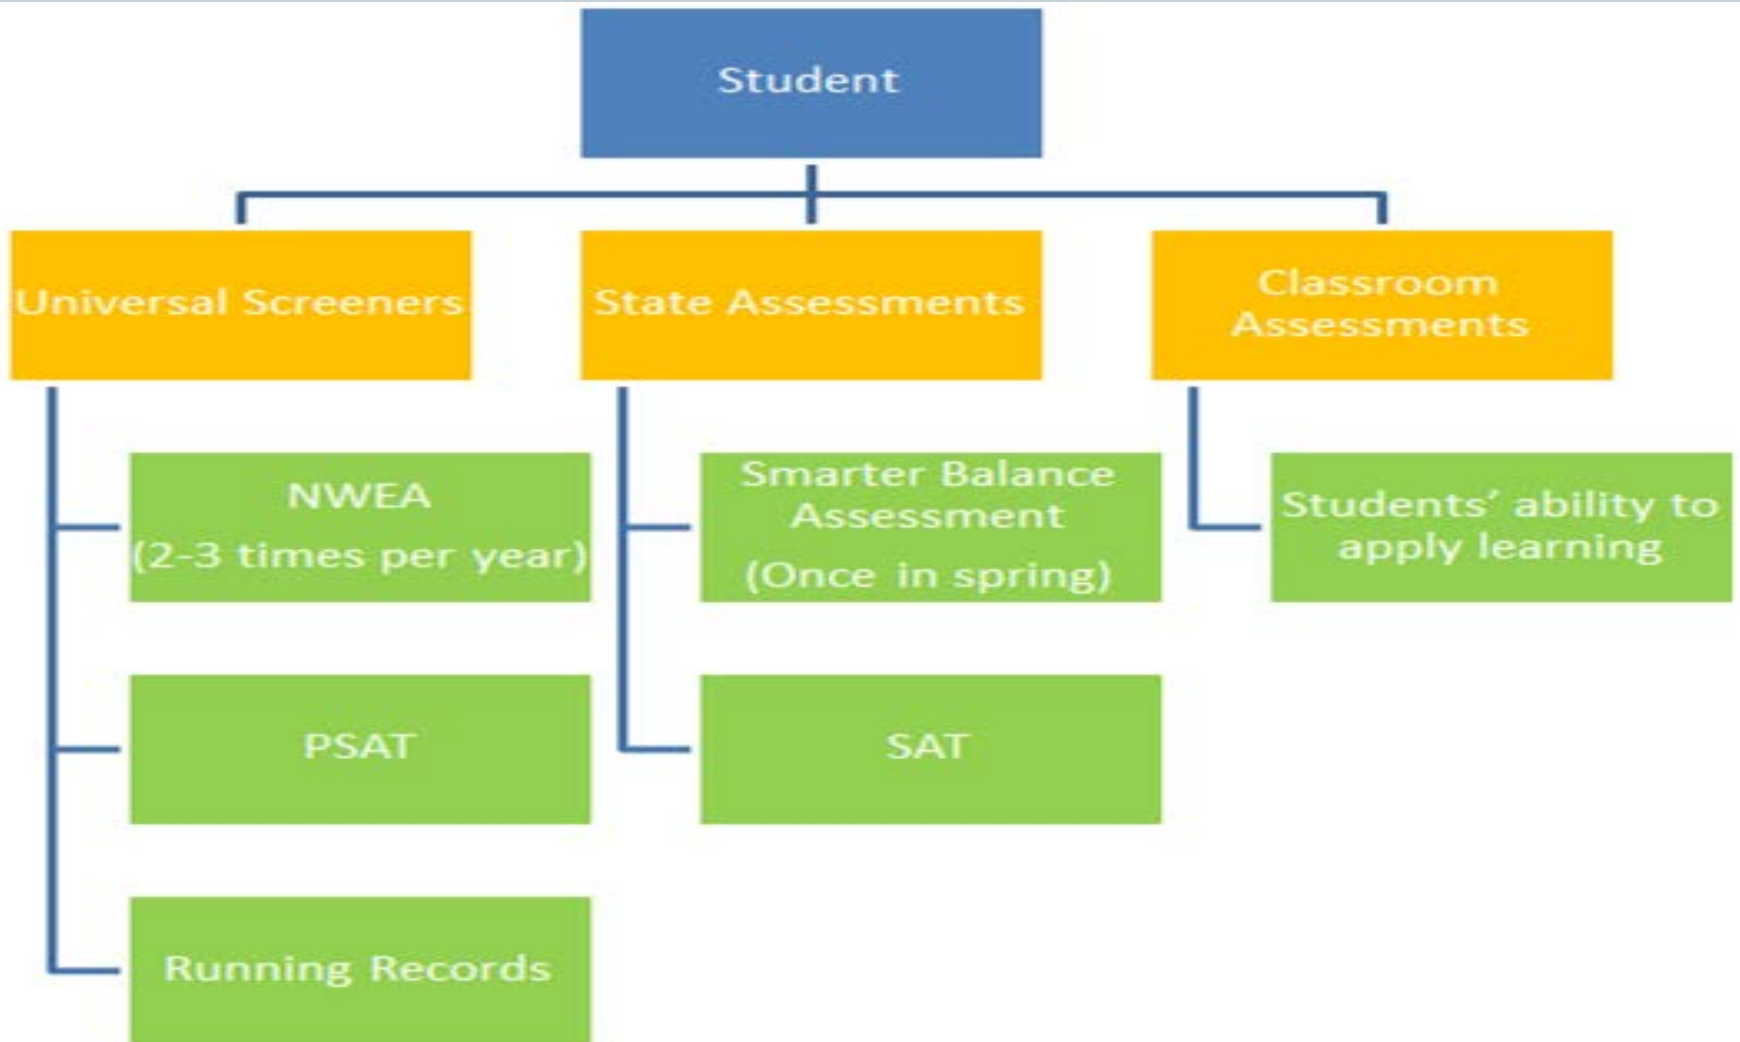 Student
Universal Screeners
State Assessments
Classroom
Assessments
NWEA
(2-3 times per year)
Smarter Balance
Assessment
(Once in spring)
Students’ ability to
apply learning
PSAT
SAT
Running Records